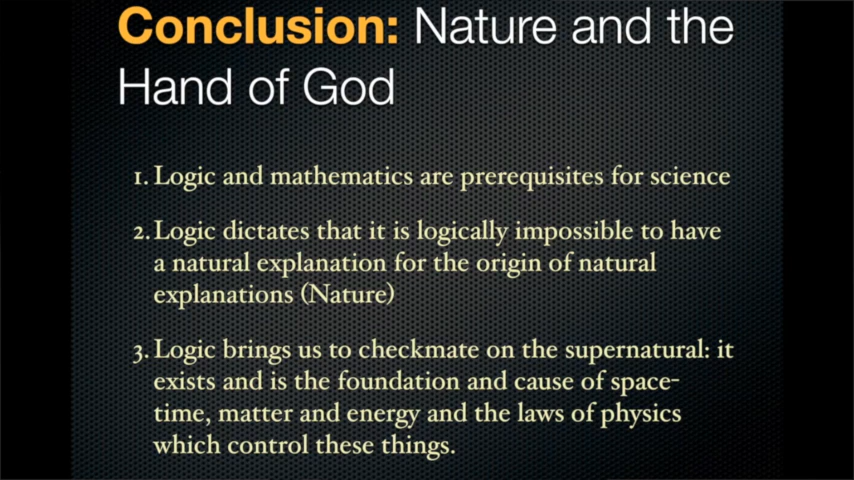 Conclusion: Nature and the
Hand of God
1. Logic and mathematics are prerequisites for science
2. Logic dictates that it is logically impossible to have
a natural explanation for the origin of natural
explanations (Nature)
3. Logic brings us to checkmate on the supernatural: it
exists and is the foundation and cause of space-
time, matter and energy and the laws of physics
which control these things.